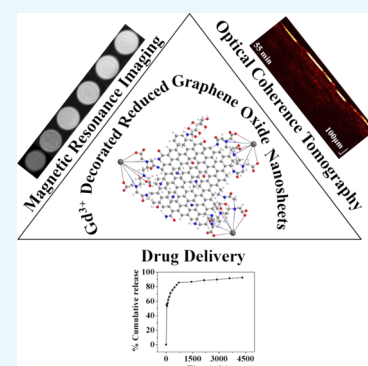 Magnetic Resonance Imaging
Optical Coherence Tomography
55 min
100µm
Gd³⁺ Decorated Reduced Graphene Oxide Nanosheets
Drug Delivery
% Cumulative release
100
80
60
40
20
0
0 1500 3000 4500